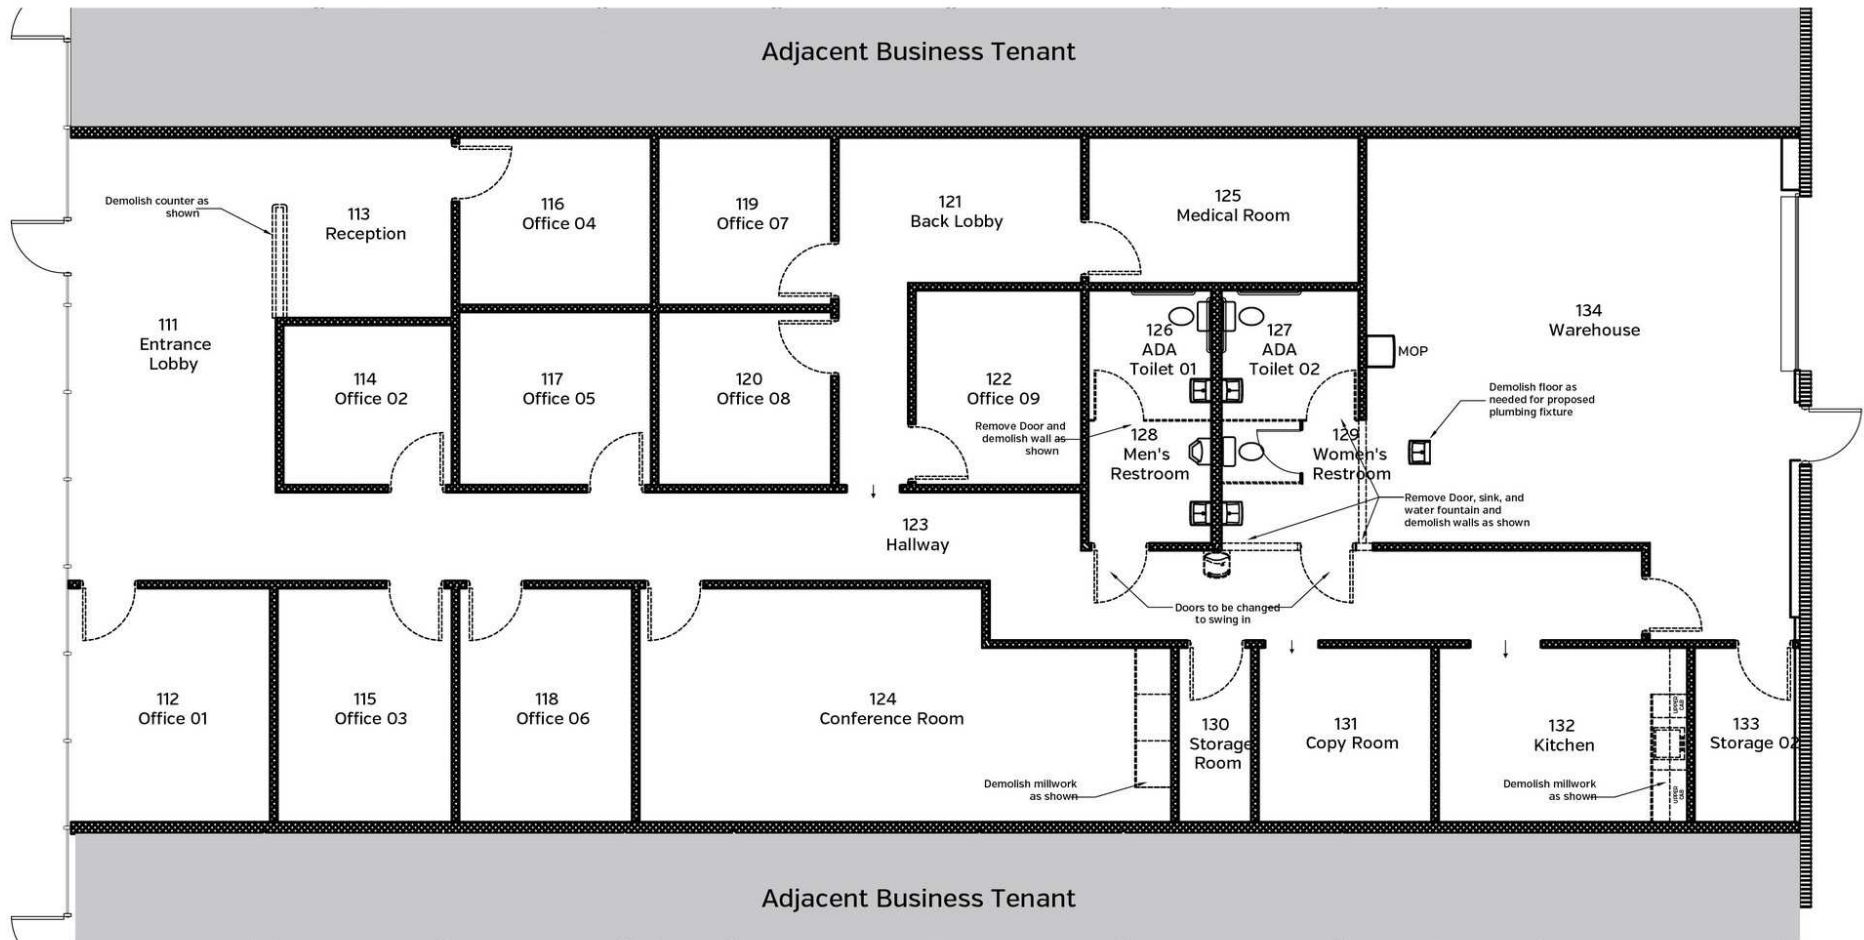 Adjacent Business Tenant
Demolish counter as
shown
113
Reception
116
Office 04
119
Office 07
121
Back Lobby
125
Medical Room
111
Entrance
Lobby
114
Office 02
117
Office 05
120
Office 08
122
Office 09
126
ADA
Toilet 01
127
ADA
Toilet 02
134
Warehouse
MOP
Demolish floor as
needed for proposed
plumbing fixture
Remove Door and
demolish wall as
shown
128
Men's
Restroom
129
Women's
Restroom
Remove Door, sink, and
water fountain and
demolish walls as shown
123
Hallway
Doors to be changed
to swing in
112
Office 01
115
Office 03
118
Office 06
124
Conference Room
Demolish millwork
as shown
130
Storage
Room
131
Copy Room
132
Kitchen
Demolish millwork
as shown
UPPER
CAB
UPPER
CAB
133
Storage 02
Adjacent Business Tenant